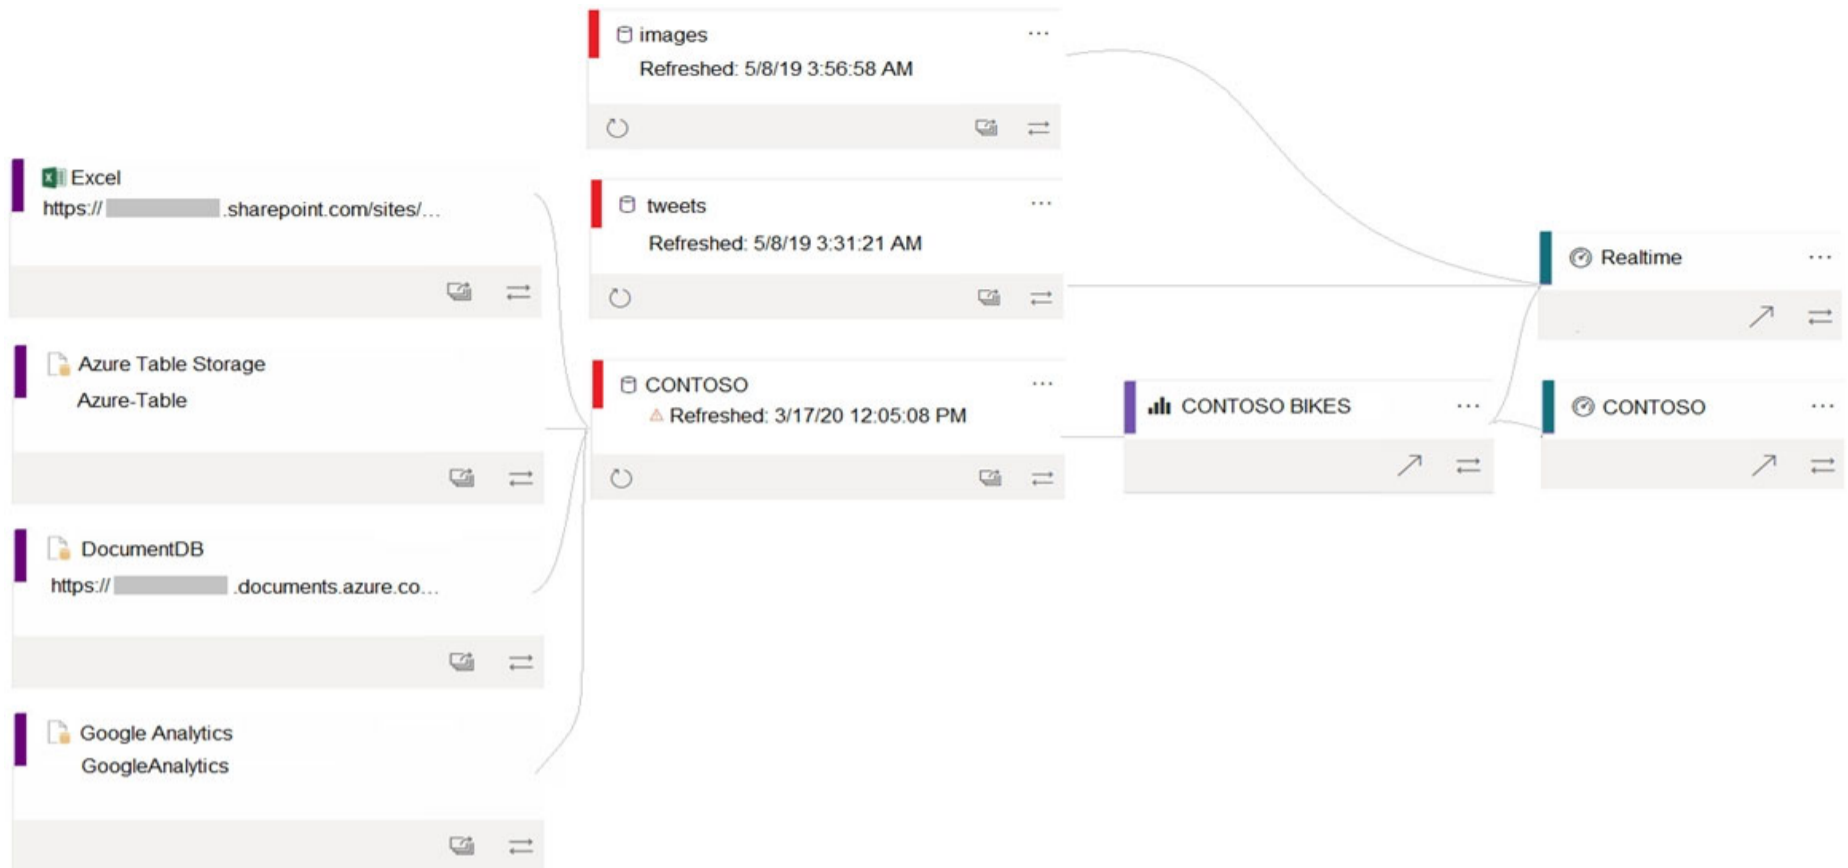 Excel
https:// .sharepoint.com/sites/...
Azure Table Storage
Azure-Table
DocumentDB
https:// .documents.azure.co...
Google Analytics
GoogleAnalytics
images
Refreshed: 5/8/19 3:56:58 AM
tweets
Refreshed: 5/8/19 3:31:21 AM
CONTOSO
Refreshed: 3/17/20 12:05:08 PM
CONTOSO BIKES
Realtime
CONTOSO